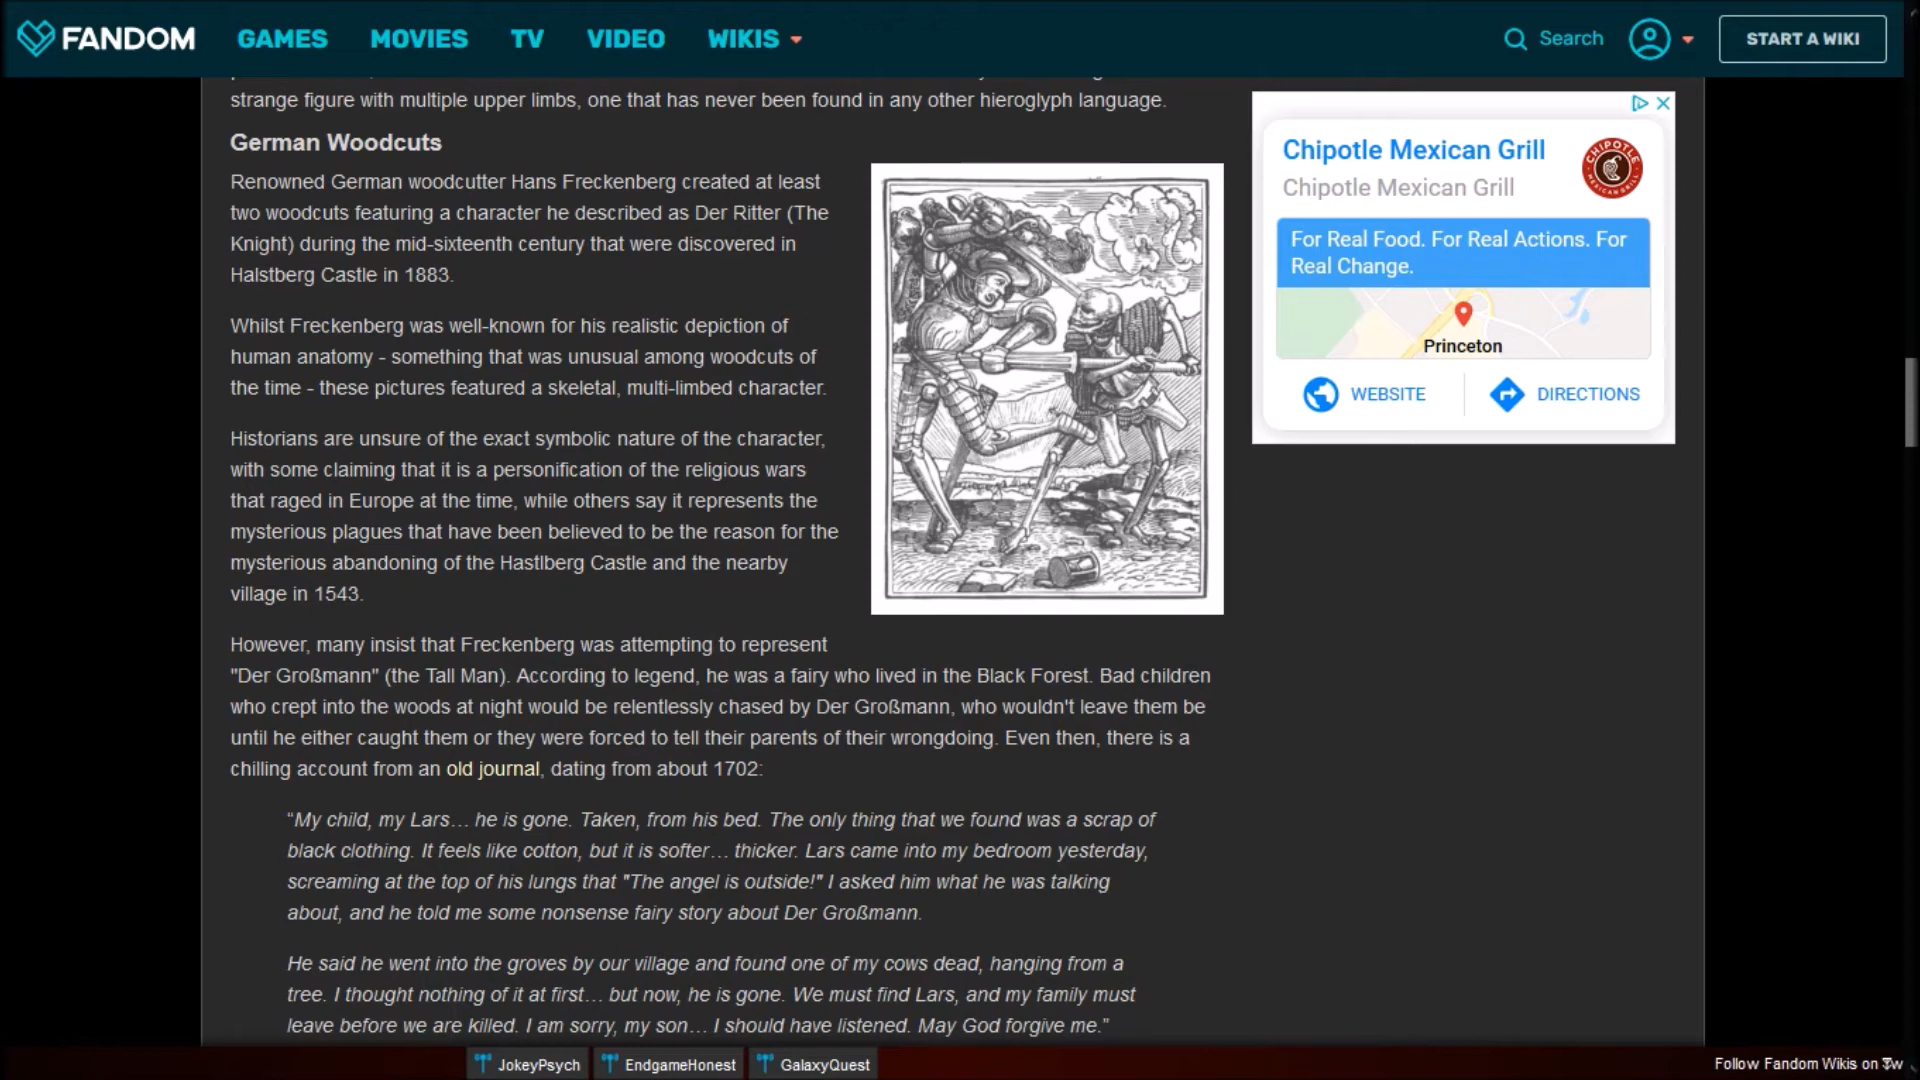 FANDOM GAMES MOVIES TV VIDEO WIKIS Search START A WIKI
strange figure with multiple upper limbs, one that has never been found in any other hieroglyph language.
German Woodcuts
Renowned German woodcutter Hans Freckenberg created at least
two woodcuts featuring a character he described as Der Ritter (The
Knight) during the mid-sixteenth century that were discovered in
Halstberg Castle in 1883.
Whilst Freckenberg was well-known for his realistic depiction of
human anatomy - something that was unusual among woodcuts of
the time - these pictures featured a skeletal, multi-limbed character.
Historians are unsure of the exact symbolic nature of the character,
with some claiming that it is a personification of the religious wars
that raged in Europe at the time, while others say it represents the
mysterious plagues that have been believed to be the reason for the
mysterious abandoning of the Hastlberg Castle and the nearby
village in 1543.
However, many insist that Freckenberg was attempting to represent
"Der Großmann" (the Tall Man). According to legend, he was a fairy who lived in the Black Forest. Bad children
who crept into the woods at night would be relentlessly chased by Der Großmann, who wouldn't leave them be
until he either caught them or they were forced to tell their parents of their wrongdoing. Even then, there is a
chilling account from an old journal, dating from about 1702:
“My child, my Lars… he is gone. Taken, from his bed. The only thing that we found was a scrap of
black clothing. It feels like cotton, but it is softer… thicker. Lars came into my bedroom yesterday,
screaming at the top of his lungs that "The angel is outside!" I asked him what he was talking
about, and he told me some nonsense fairy story about Der Großmann.
He said he went into the groves by our village and found one of my cows dead, hanging from a
tree. I thought nothing of it at first… but now, he is gone. We must find Lars, and my family must
leave before we are killed. I am sorry, my son… I should have listened. May God forgive me.”
Chipotle Mexican Grill
Chipotle Mexican Grill
CHIPOTLE MEXICAN GRILL
For Real Food. For Real Actions. For
Real Change.
Princeton
WEBSITE DIRECTIONS
JokeyPsych EndgameHonest GalaxyQuest
Follow Fandom Wikis on Tw